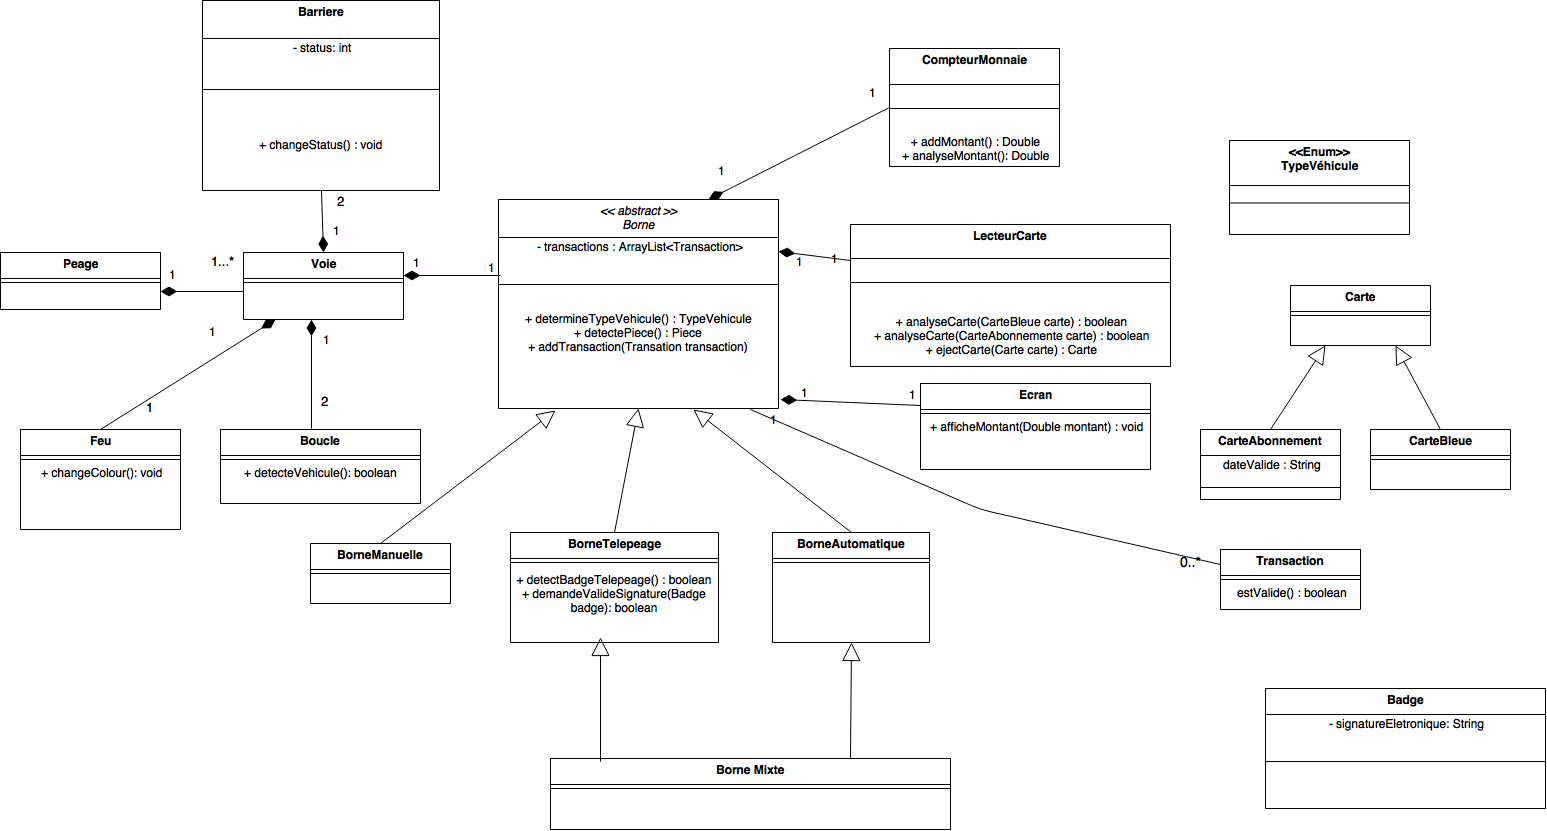 Barriere
- status: int
+ changeStatus() : void
2
1
CompteurMonnaie
+ addMontant() : Double
+ analyseMontant(): Double
1
1
<<Enum>>
TypeVéhicule
<< abstract >>
Borne
- transactions : ArrayList<Transaction>
+ determineTypeVehicule() : TypeVehicule
+ detectePiece() : Piece
+ addTransaction(Transation transaction)
LecteurCarte
+ analyseCarte(CarteBleue carte) : boolean
+ analyseCarte(CarteAbonnemente carte) : boolean
+ ejectCarte(Carte carte) : Carte
1
1
Peage
1
1...*
Voie
1
1
Carte
1
1
1
2
Feu
+ changeColour(): void
Boucle
+ detecteVehicule(): boolean
1
1
Ecran
+ afficheMontant(Double montant) : void
1
CarteAbonnement
dateValide : String
CarteBleue
BorneManuelle
BorneTelepeage
+ detectBadgeTelepeage() : boolean
+ demandeValideSignature(Badge
badge): boolean
BorneAutomatique
0..*
Transaction
estValide() : boolean
Borne Mixte
Badge
- signatureEletronique: String